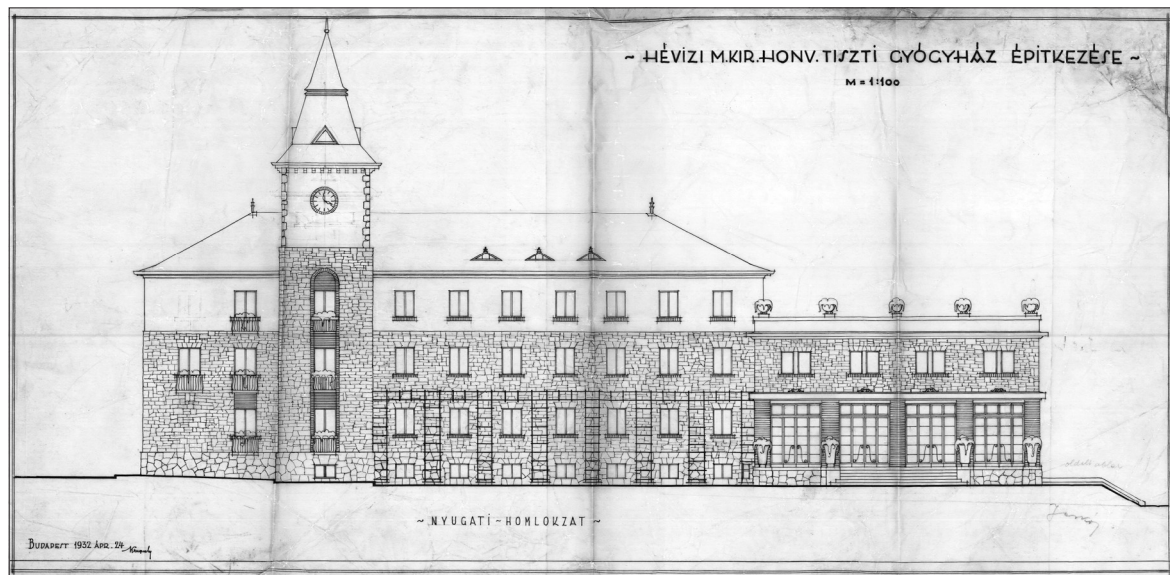 ~ HÉVIZI M.KIR.HONV. TISZTI GYÓGYHÁZ ÉPITKEZÉSE ~
M = 1:100
~ NYUGATI-HOMLOKZAT ~
BUDAPEST 1932 ÁPR. 24.